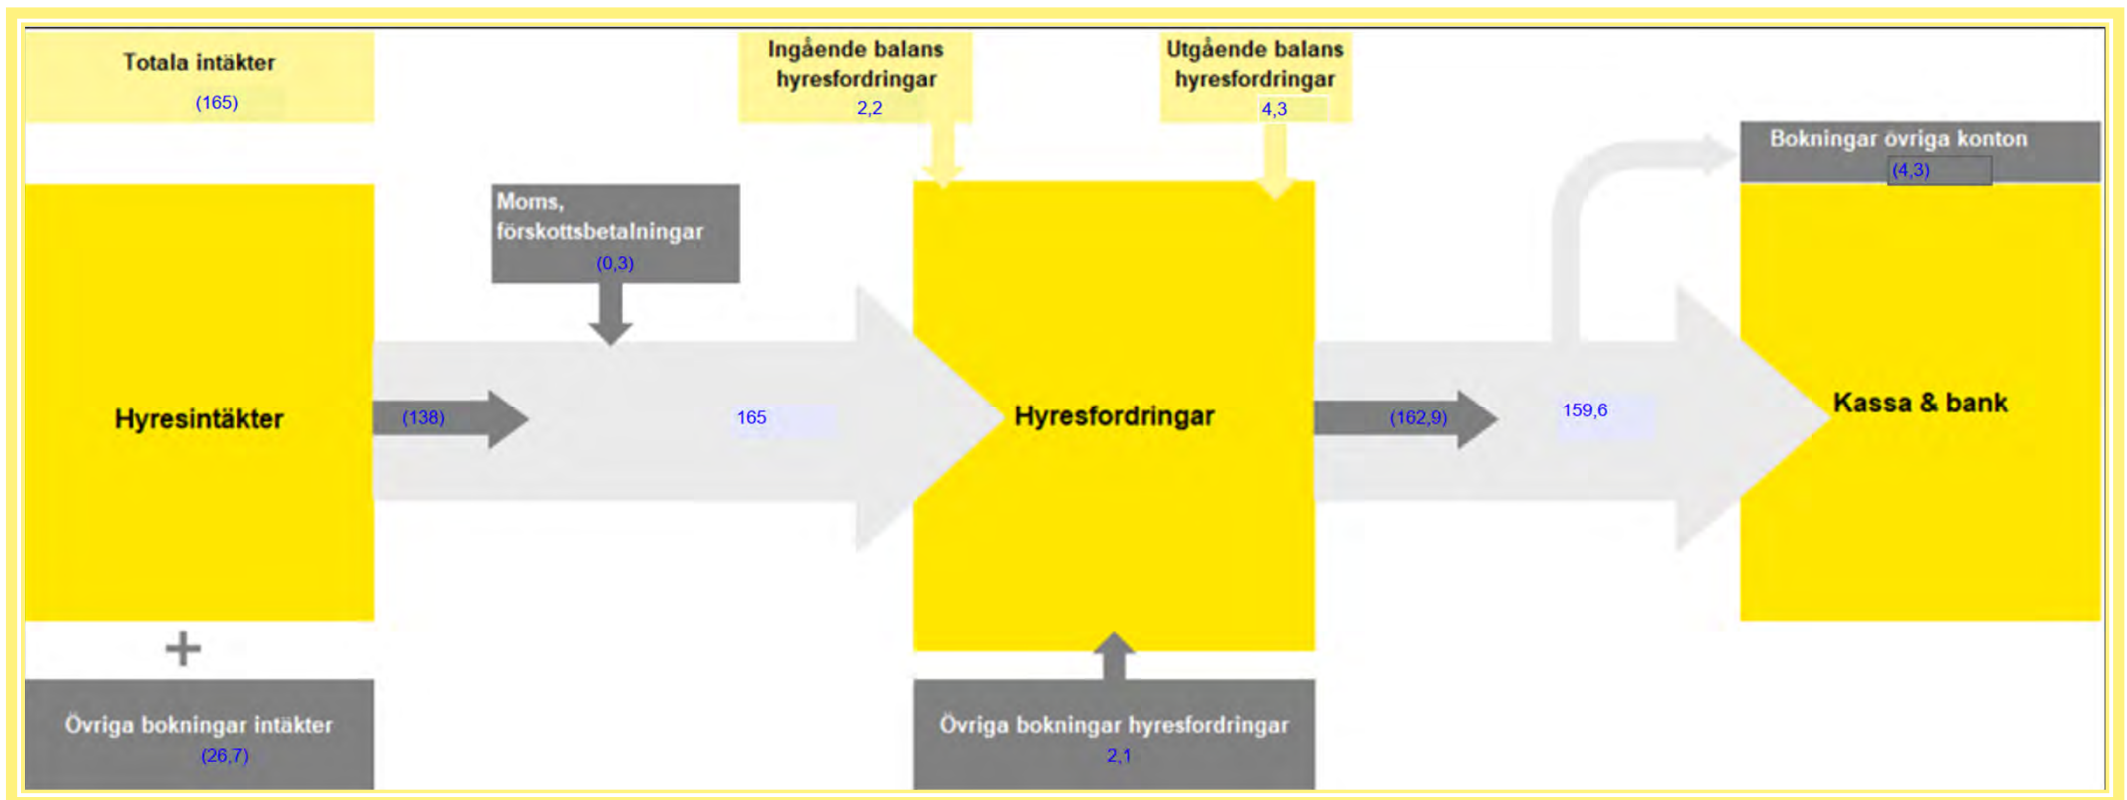 Totala intäkter
(165)
Ingående balans
hyresfordringar
2,2
Utgående balans
hyresfordringar
4,3
Bokningar övriga konton
(4,3)
Moms,
förskottsbetalningar
(0,3)
Hyresintäkter
(138)
165
Hyresfordringar
(162,9)
159,6
Kassa & bank
+
Övriga bokningar intäkter
(26,7)
Övriga bokningar hyresfordringar
2,1